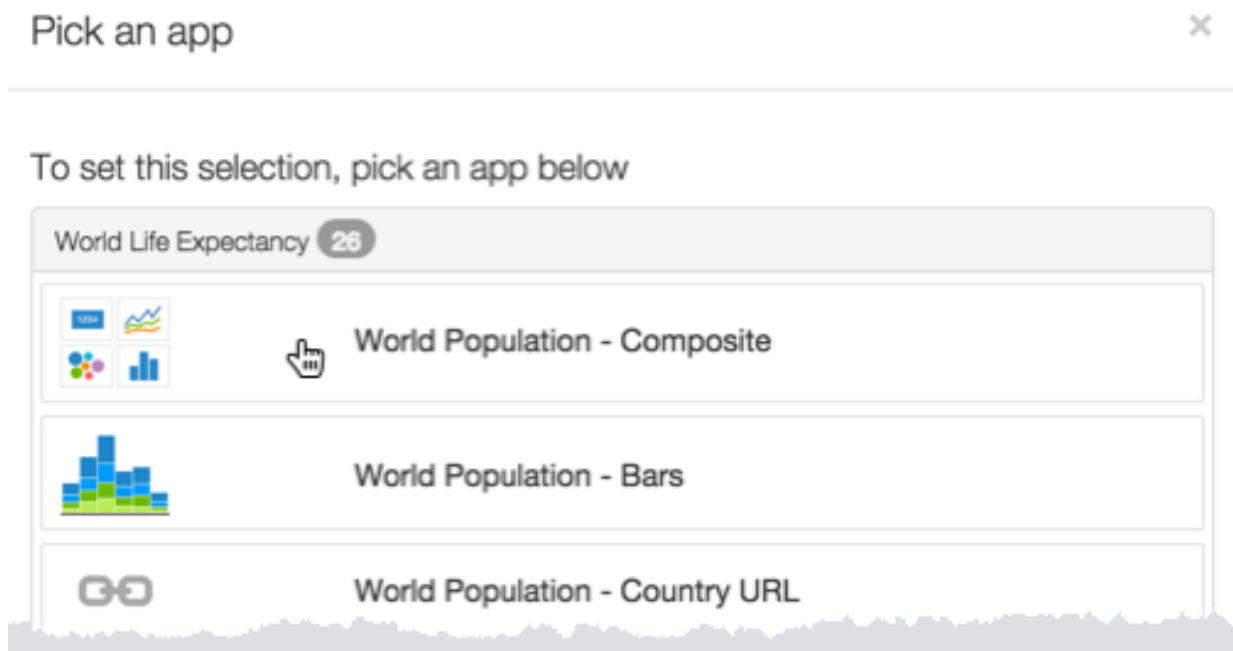 Pick an app
×
To set this selection, pick an app below
World Life Expectancy 26
1234
World Population - Composite
World Population - Bars
World Population - Country URL